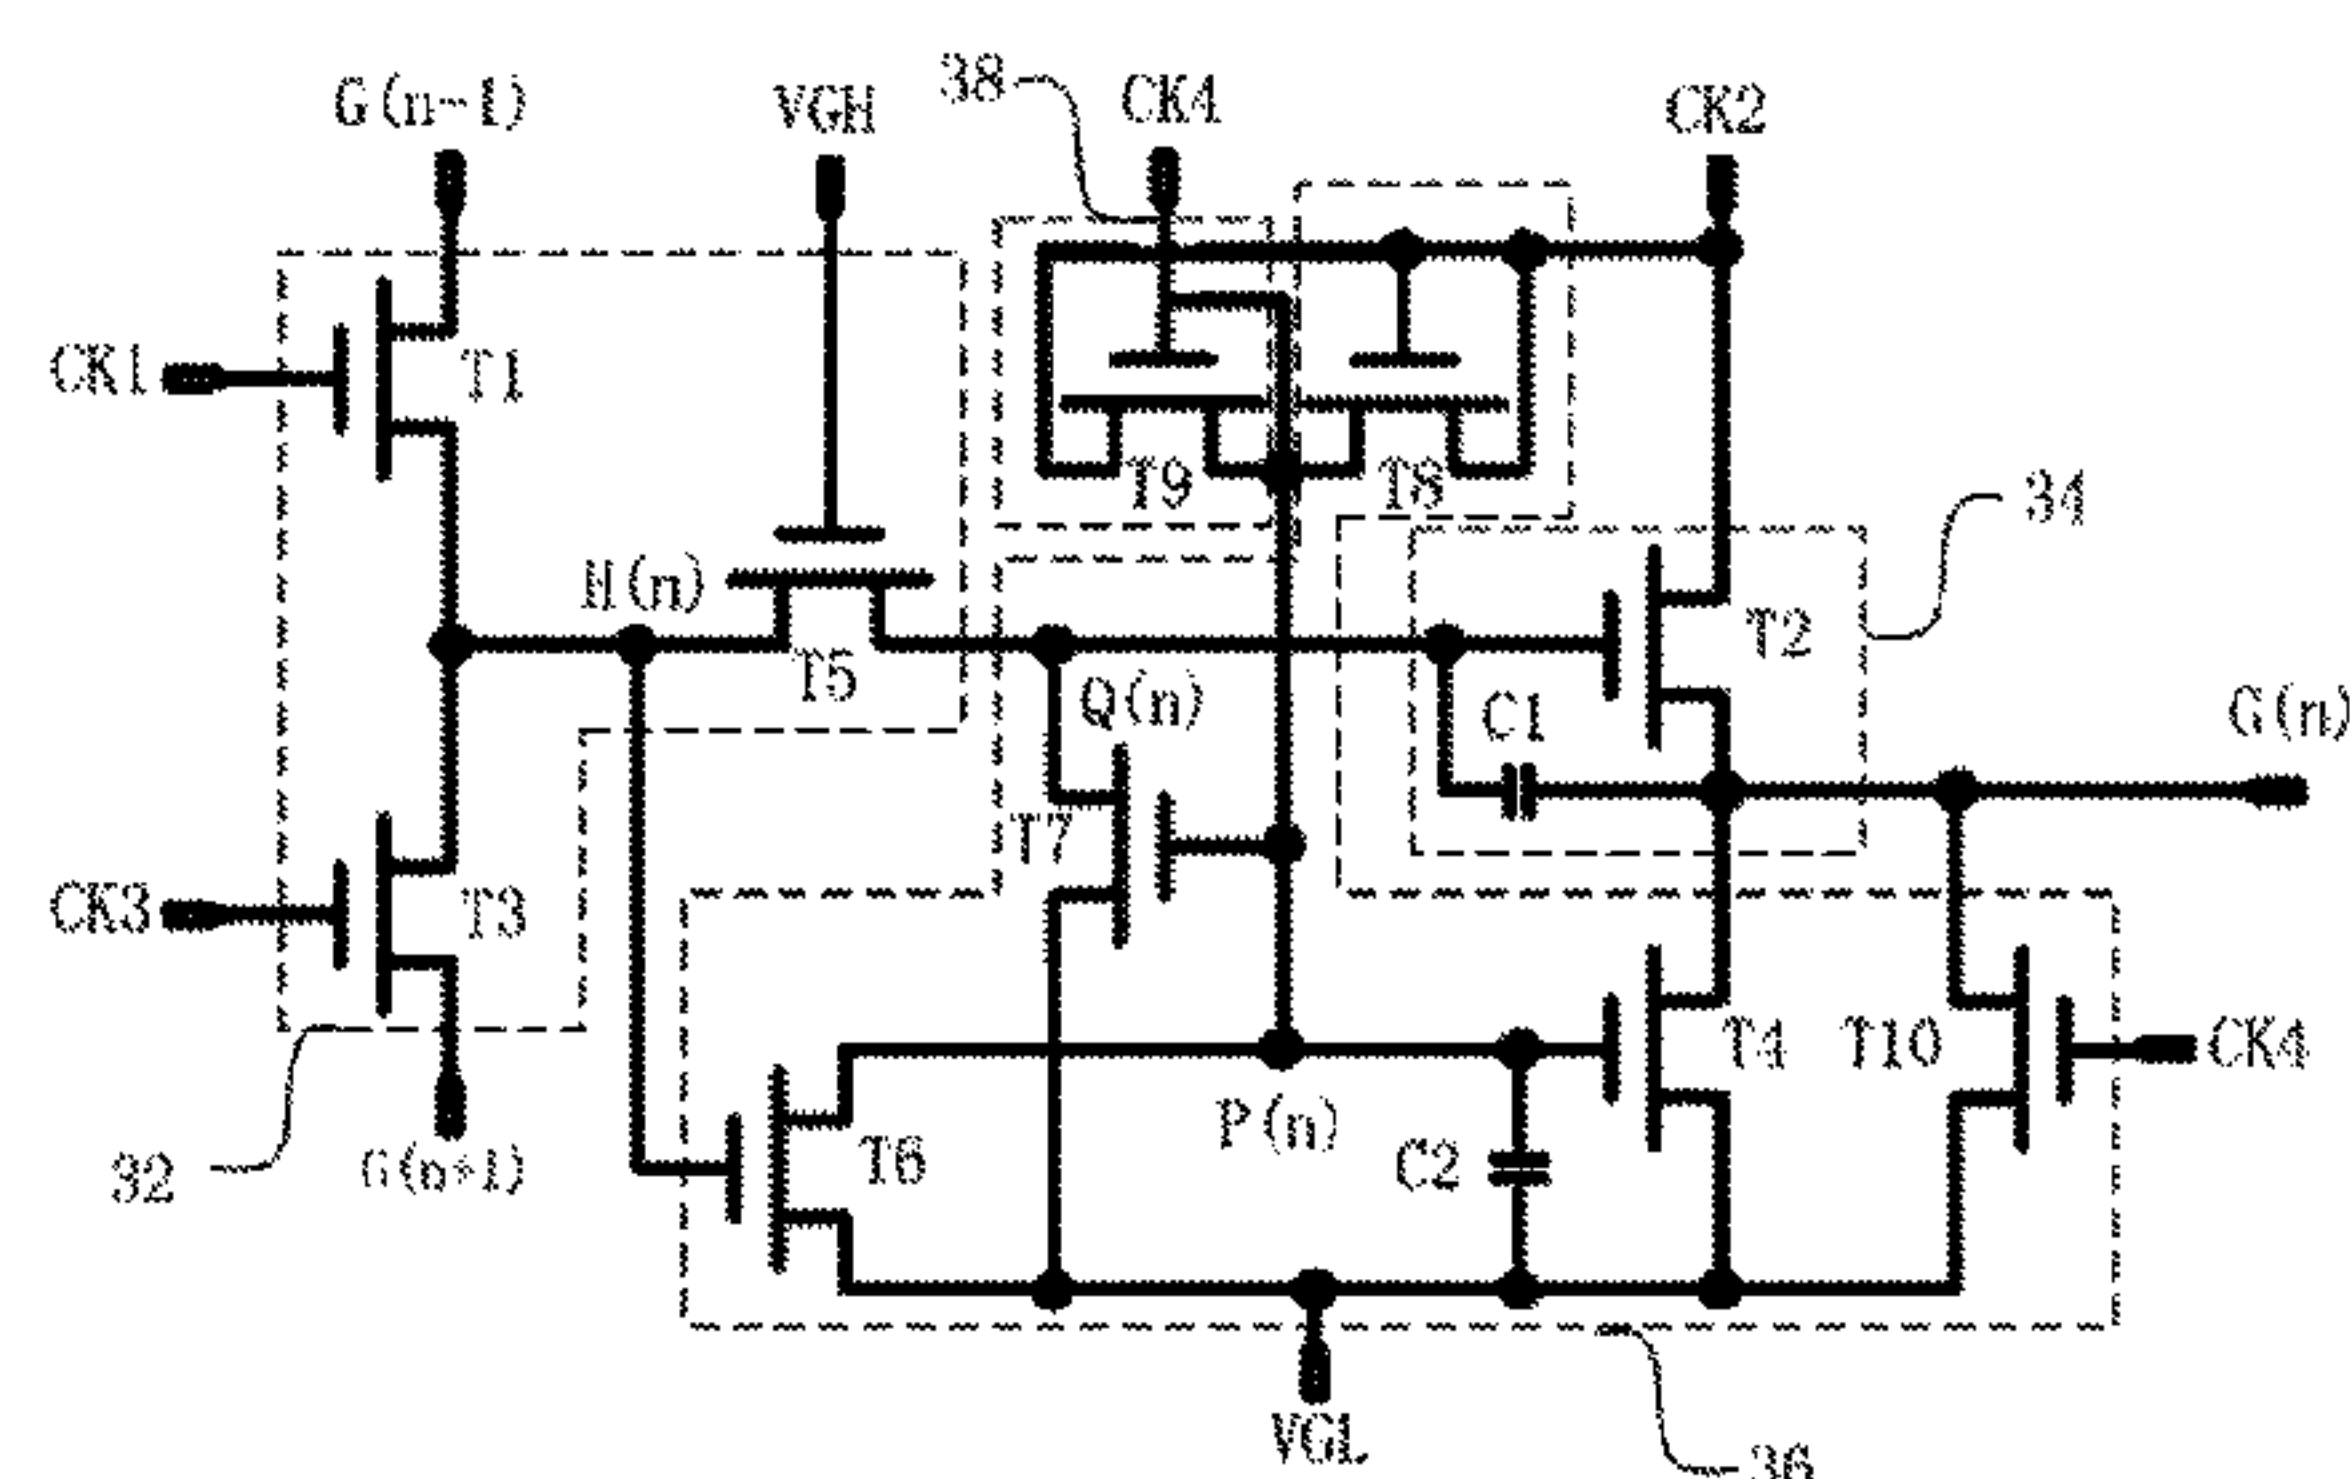 38
G(n-1)
VGH
CK4
CK2
CK1
T1
T9
T8
34
H(n)
T5
T2
Q(n)
C1
G(n)
T7
CK3
T3
T4
T10
CK4
P(n)
T6
C2
32
G(n+1)
VGL
36